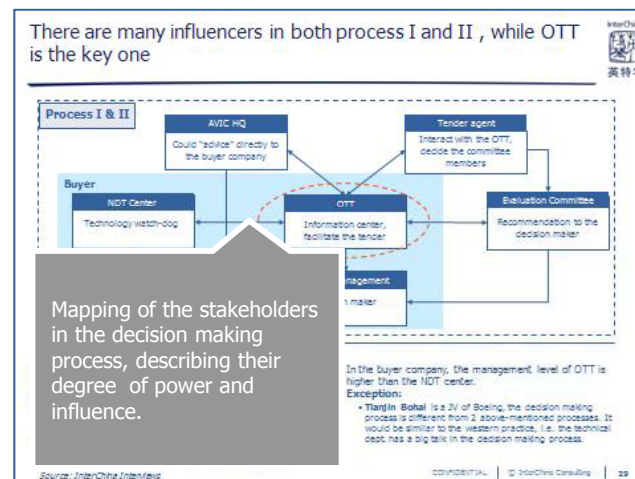 There are many influencers in both process I and II , while OTT
is the key one
InterChina
英特华
Process I & II
AVIC HQ
Could "advice" directly to
the buyer company
Tender agent
Interact with the OTT,
decide the committee
members
Buyer
NDT Center
Technology watch-dog
OTT
Information center,
facilitate the tender
Evaluation Committee
Recommendation to the
decision maker
maker
Mapping of the stakeholders
in the decision making
process, describing their
degree of power and
influence.
In the buyer company, the management level of OTT is
higher than the NDT center.
Exception:
• Tianjin Bohai is a JV of Boeing, the decision making
process is different from 2 above-mentioned processes. It
would be similar to the western practice, i.e. the technical
dept. has a big talk in the decision making process.
Source: InterChina Interviews
CONFIDENTIAL | © InterChina Consulting | 29